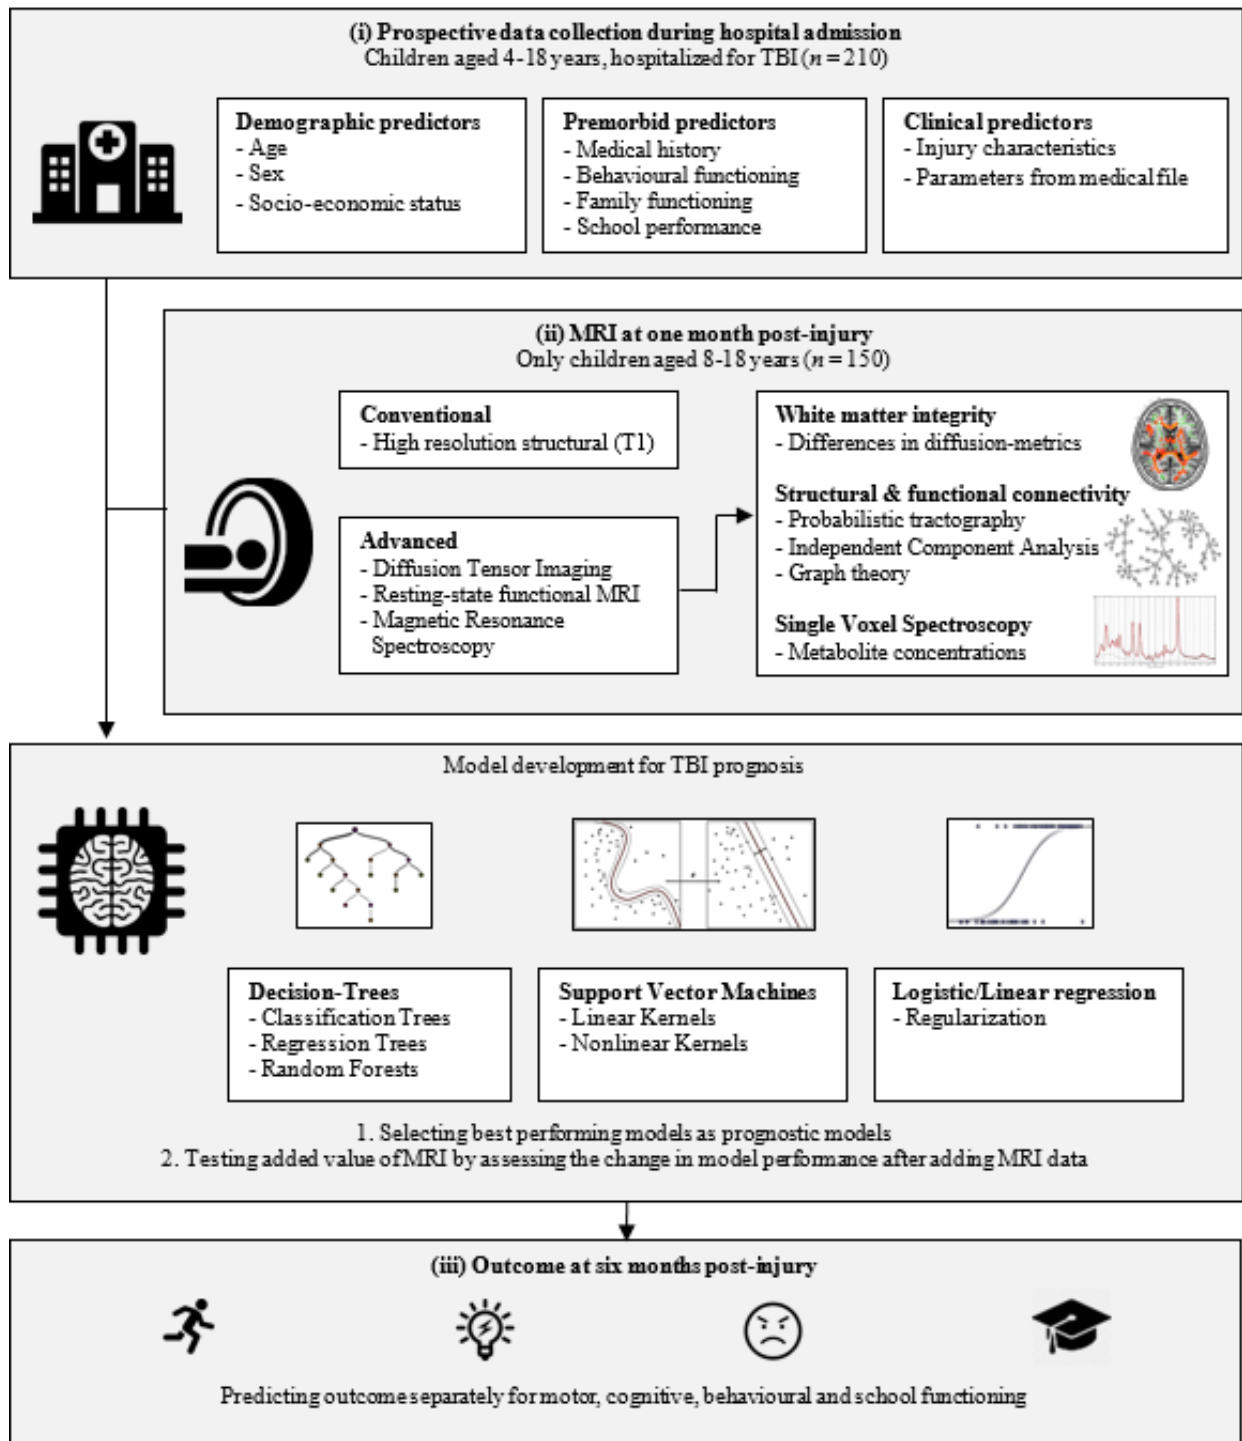 (i) Prospective data collection during hospital admission
Children aged 4-18 years, hospitalized for TBI (n = 210)
Demographic predictors
- Age
- Sex
- Socio-economic status
Premorbid predictors
- Medical history
- Behavioural functioning
- Family functioning
- School performance
Clinical predictors
- Injury characteristics
- Parameters from medical file
(ii) MRI at one month post-injury
Only children aged 8-18 years (n = 150)
Conventional
- High resolution structural (T1)
Advanced
- Diffusion Tensor Imaging
- Resting-state functional MRI
- Magnetic Resonance
Spectroscopy
White matter integrity
- Differences in diffusion-metrics
Structural & functional connectivity
- Probabilistic tractography
- Independent Component Analysis
- Graph theory
Single Voxel Spectroscopy
- Metabolite concentrations
Model development for TBI prognosis
Decision-Trees
- Classification Trees
- Regression Trees
- Random Forests
Support Vector Machines
- Linear Kernels
- Nonlinear Kernels
Logistic/Linear regression
- Regularization
1. Selecting best performing models as prognostic models
2. Testing added value of MRI by assessing the change in model performance after adding MRI data
(iii) Outcome at six months post-injury
Predicting outcome separately for motor, cognitive, behavioural and school functioning